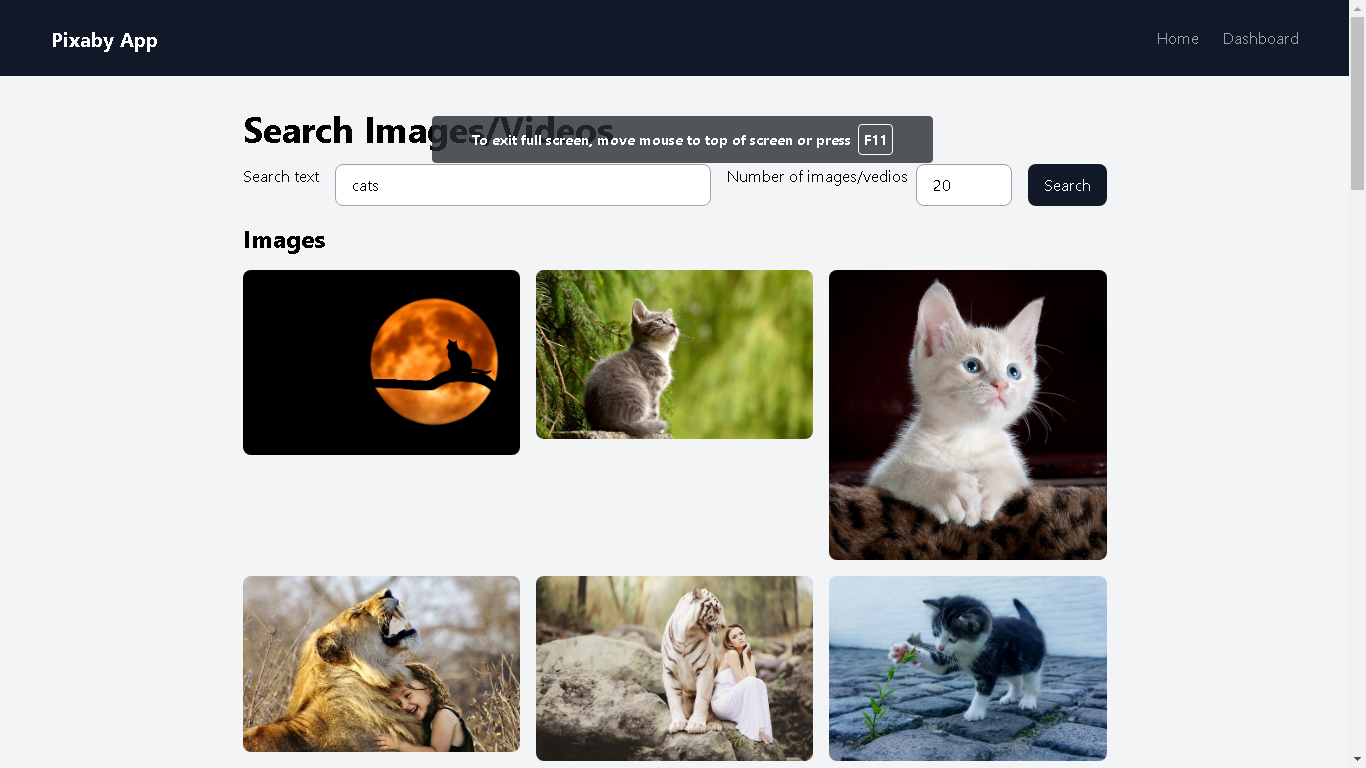 Pixaby App
Home Dashboard
Search Images/Videos
To exit full screen, move mouse to top of screen or press F11
Search text cats Number of images/vedios 20 Search
Images